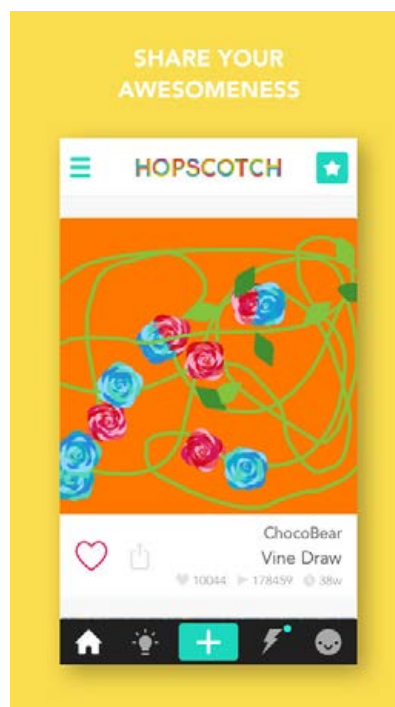 SHARE YOUR
AWESOMENESS
HOPSCOTCH
ChocoBear
Vine Draw
10044 178459 38w